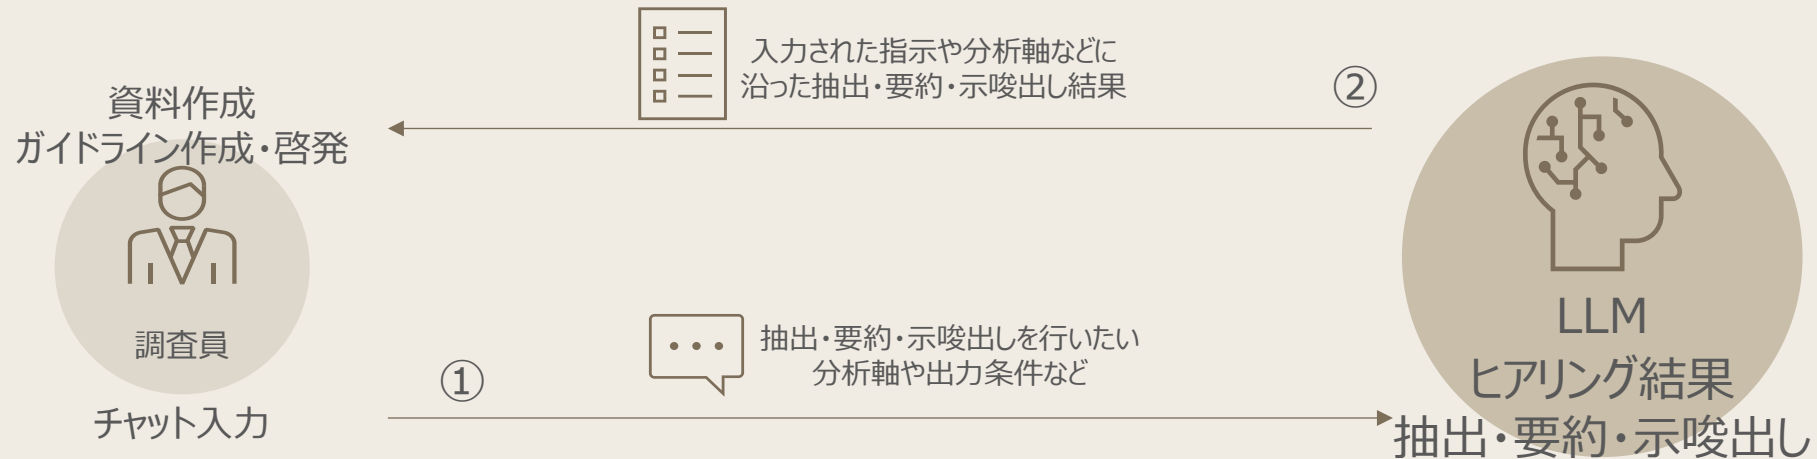 資料作成
ガイドライン作成・啓発
調査員
チャット入力
入力された指示や分析軸などに
沿った抽出・要約・示唆出し結果
②
①
抽出・要約・示唆出しを行いたい
分析軸や出力条件など
LLM
ヒアリング結果
抽出・要約・示唆出し